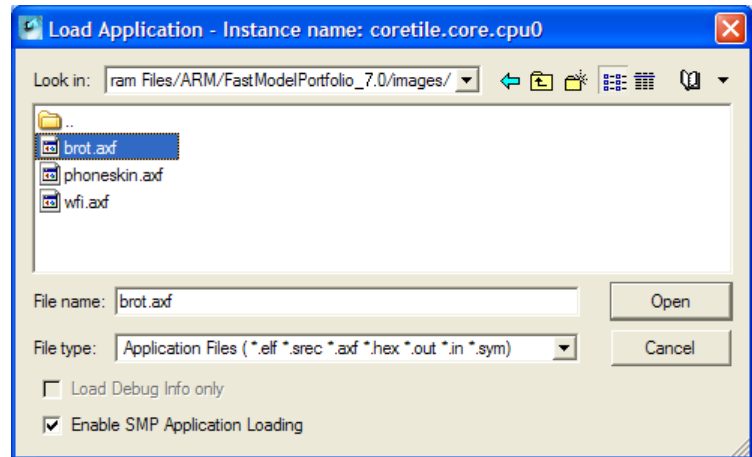 Load Application - Instance name: coretile.core.cpu0
Look in: ram Files/ARM/FastModelPortfolio_7.0/images/
..
brot.axf
phoneskin.axf
wfi.axf
File name: brot.axf Open
File type: Application Files ( *.elf *.srec *.axf *.hex *.out *.in *.sym) Cancel
Load Debug Info only
Enable SMP Application Loading